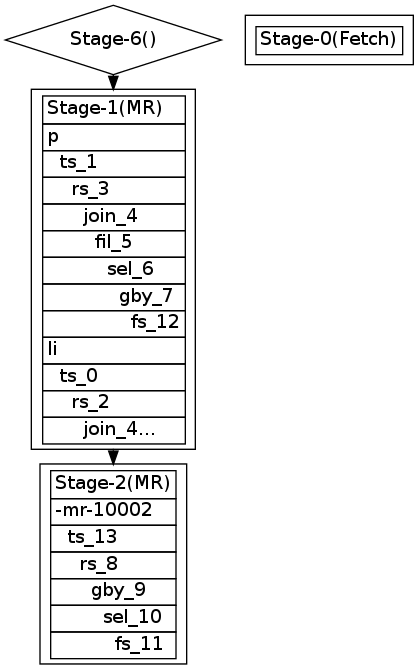 Stage-6()
Stage-0(Fetch)
Stage-1(MR)
p
ts_1
rs_3
join_4
fil_5
sel_6
gby_7
fs_12
li
ts_0
rs_2
join_4...
Stage-2(MR)
-mr-10002
ts_13
rs_8
gby_9
sel_10
fs_11